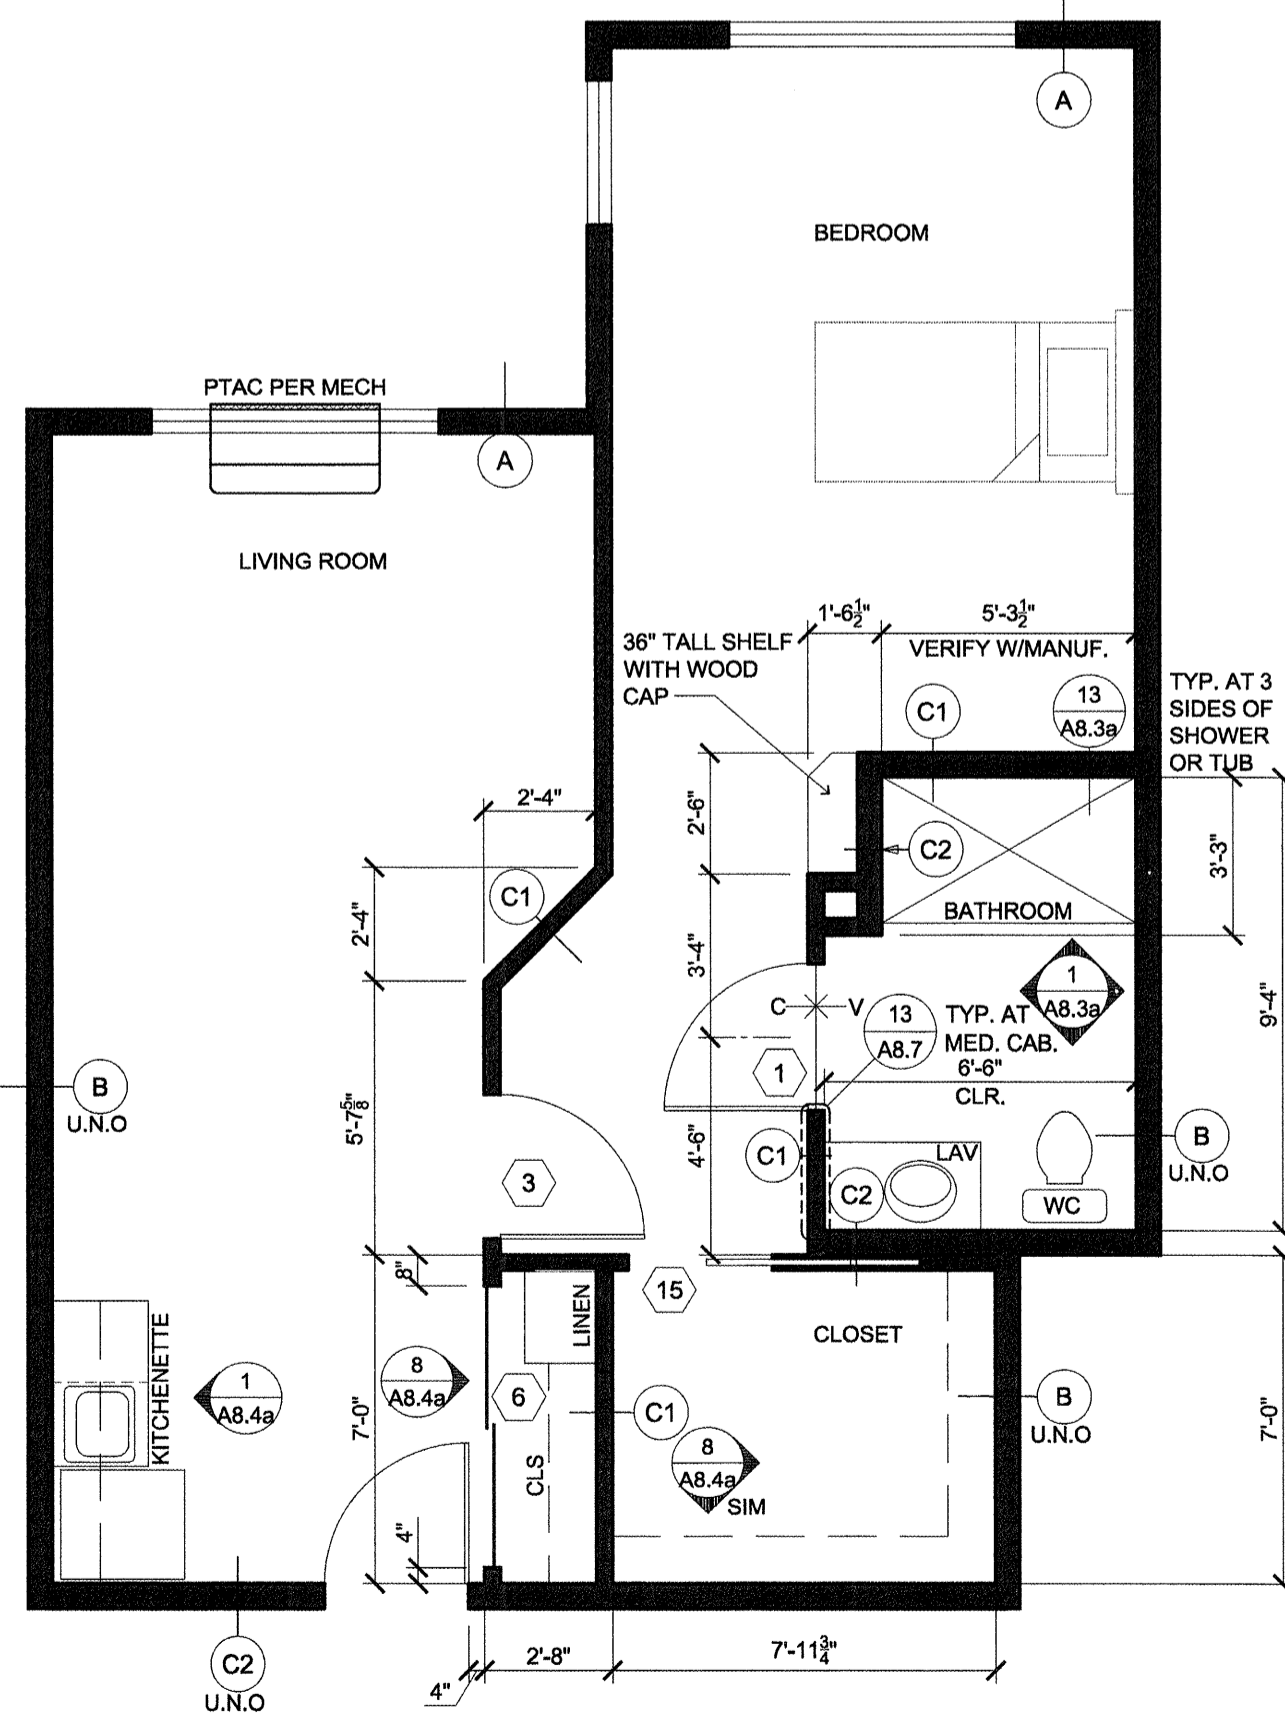 A
BEDROOM
PTAC PER MECH
A
LIVING ROOM
1'-6½"
5'-3½"
36" TALL SHELF
WITH WOOD
CAP
VERIFY W/MANUF.
C1
13
A8.3a
TYP. AT 3
SIDES OF
SHOWER
OR TUB
2'-4"
2'-6"
C2
3'-3"
C1
BATHROOM
2'-4"
3'-4"
1
A8.3a
9'-4"
C
V
13
A8.7
TYP. AT
MED. CAB.
1
6'-6"
CLR.
B
U.N.O
5'-7⅝"
4'-6"
C1
LAV
B
U.N.O
3
C2
WC
8"
15
LINEN
CLOSET
KITCHENETTE
1
A8.4a
8
A8.4a
6
C1
B
U.N.O
7'-0"
7'-0"
8
A8.4a
SIM
CLS
4"
C2
U.N.O
4"
2'-8"
7'-11¾"